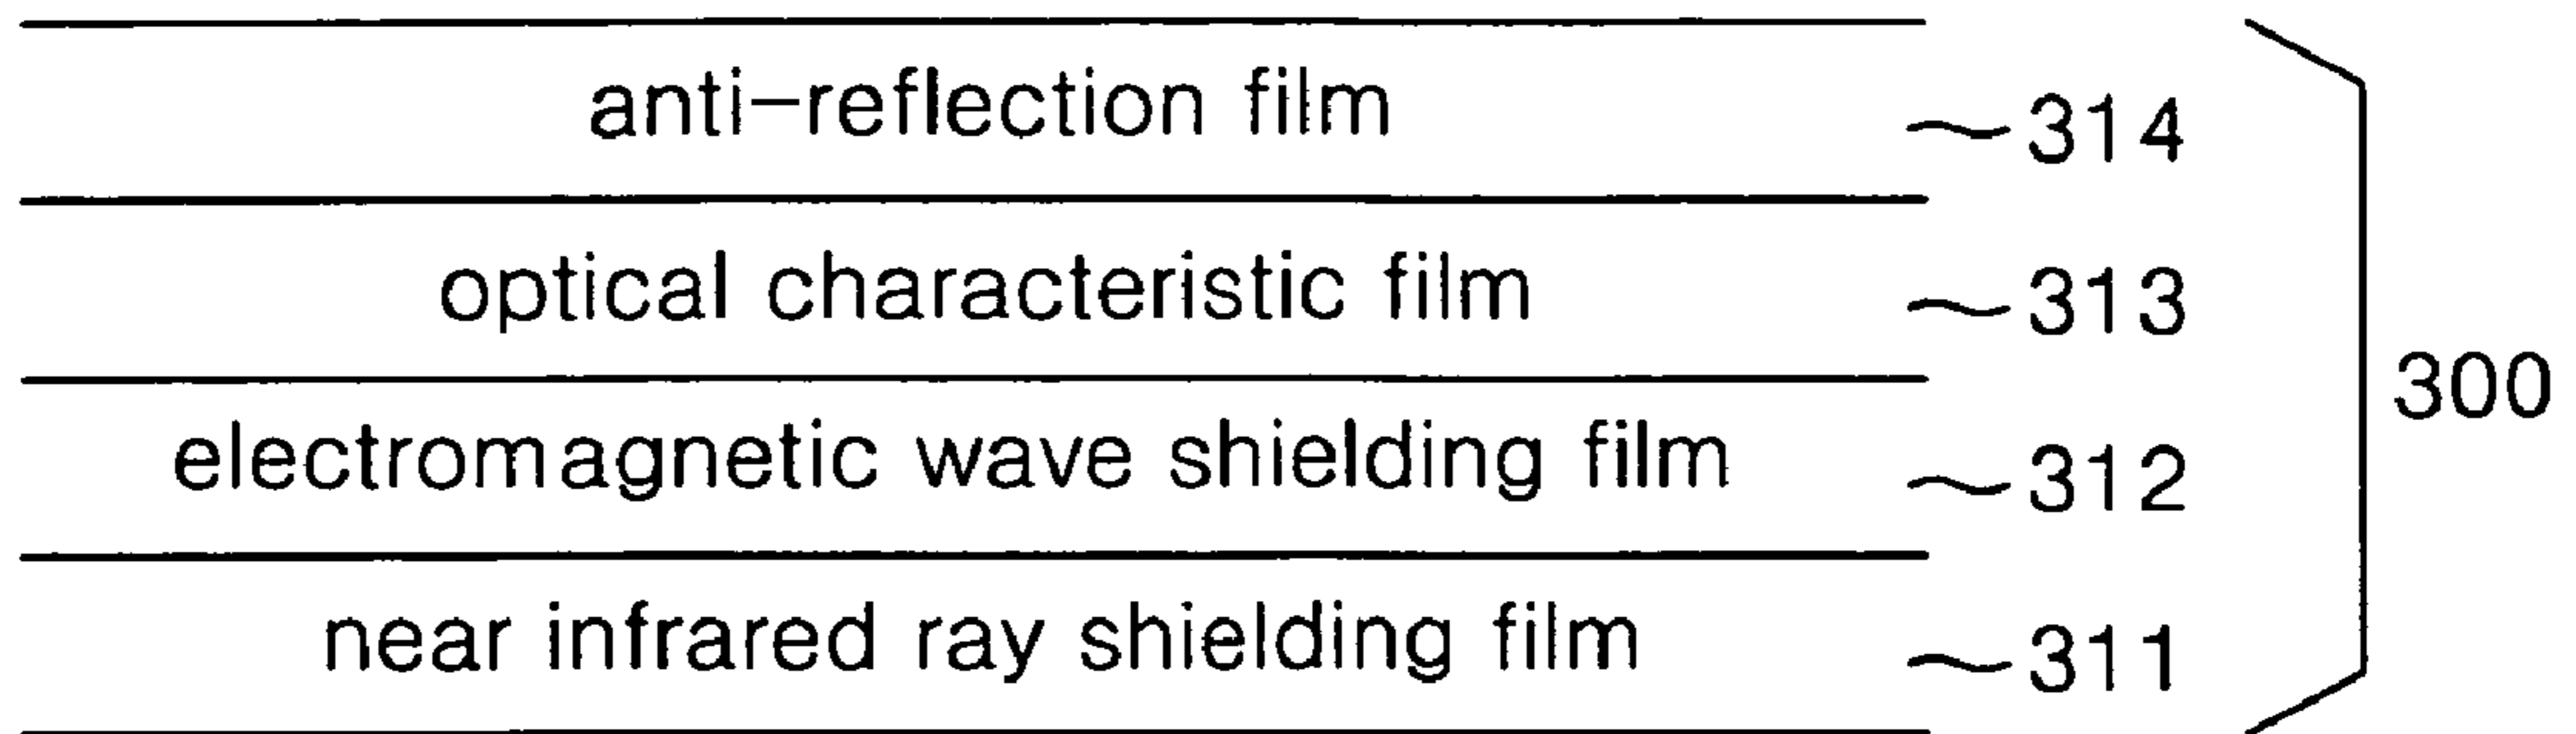 anti-reflection film ~314
optical characteristic film ~313
300
electromagnetic wave shielding film ~312
near infrared ray shielding film ~311